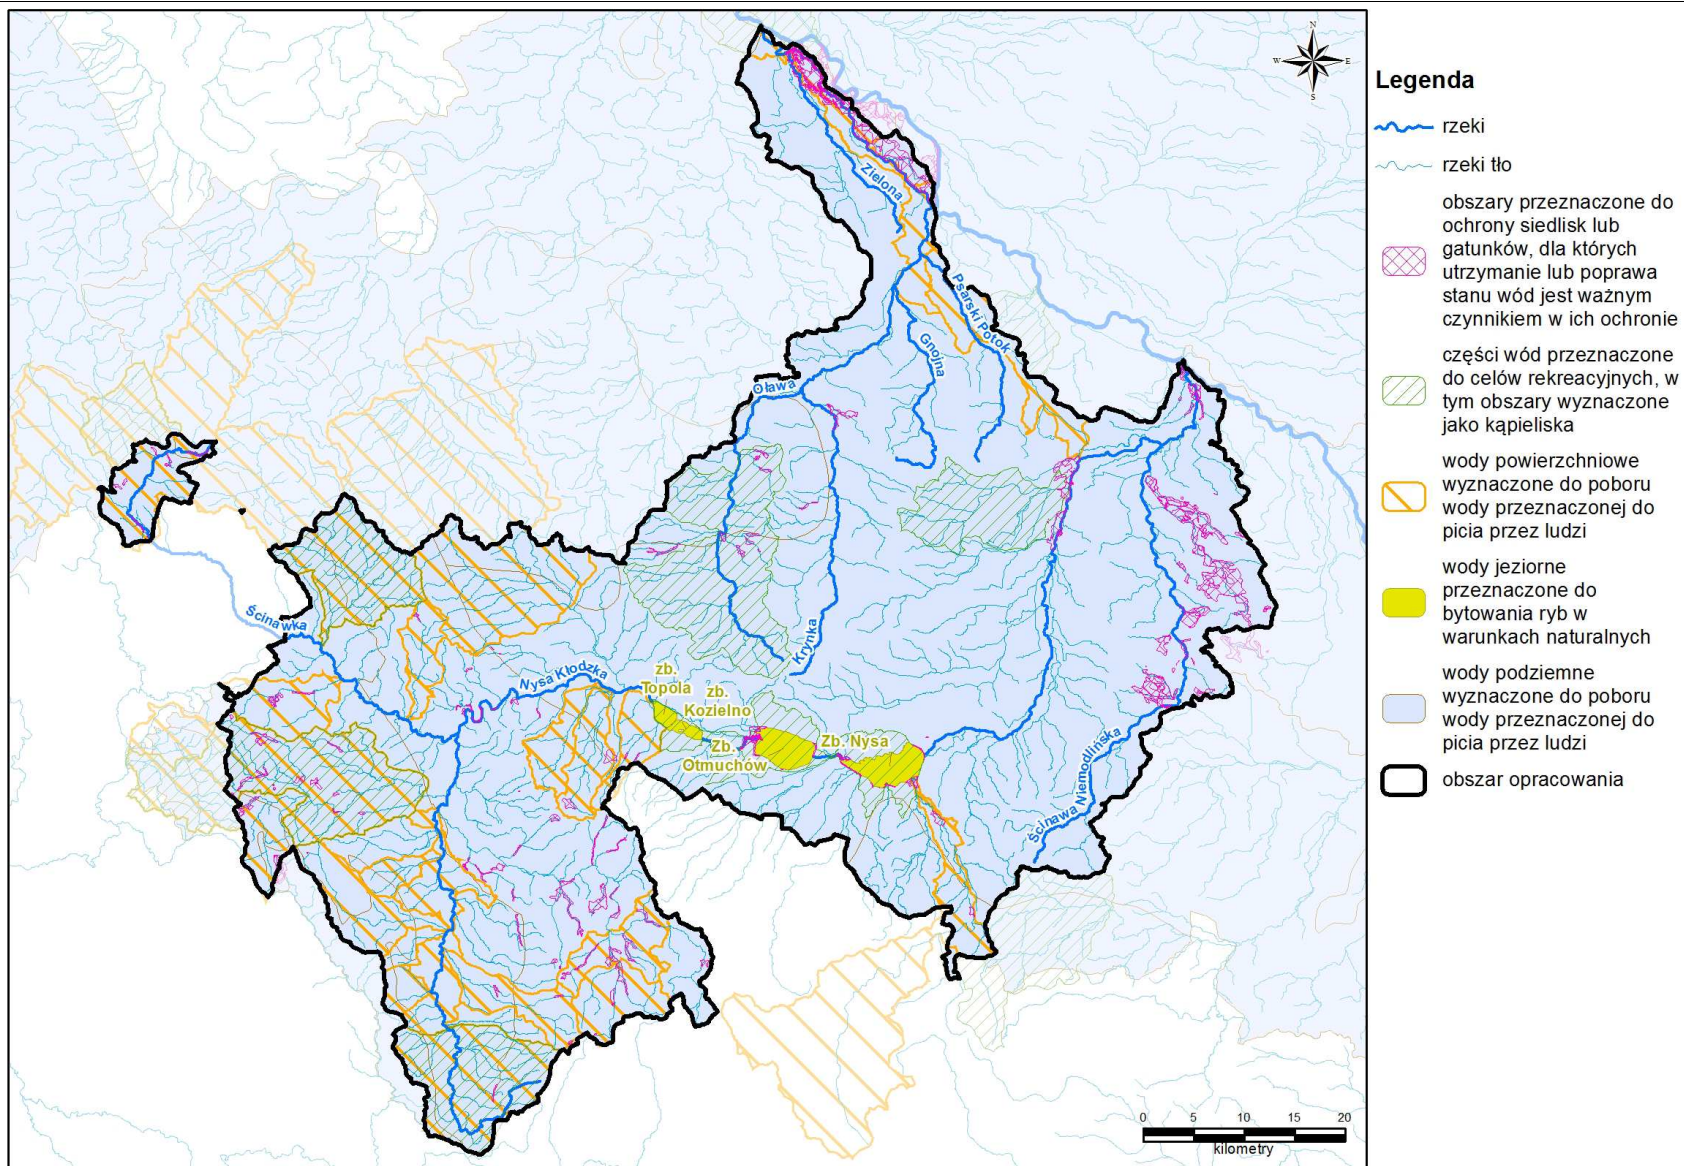 N
W
E
S
Zielona
Psarski Potok
Gnojna
Oława
Krynka
Ścinawka
Nysa Kłodzka
zb.
Topola
zb.
Kozielno
Zb.
Otmuchów
Zb. Nysa
Ścinawa Niemodlińska
0 5 10 15 20
kilometry
Legenda
rzeki
rzeki tło
obszary przeznaczone do
ochrony siedlisk lub
gatunków, dla których
utrzymanie lub poprawa
stanu wód jest ważnym
czynnikiem w ich ochronie
części wód przeznaczone
do celów rekreacyjnych, w
tym obszary wyznaczone
jako kąpieliska
wody powierzchniowe
wyznaczone do poboru
wody przeznaczonej do
picia przez ludzi
wody jeziorne
przeznaczone do
bytowania ryb w
warunkach naturalnych
wody podziemne
wyznaczone do poboru
wody przeznaczonej do
picia przez ludzi
obszar opracowania